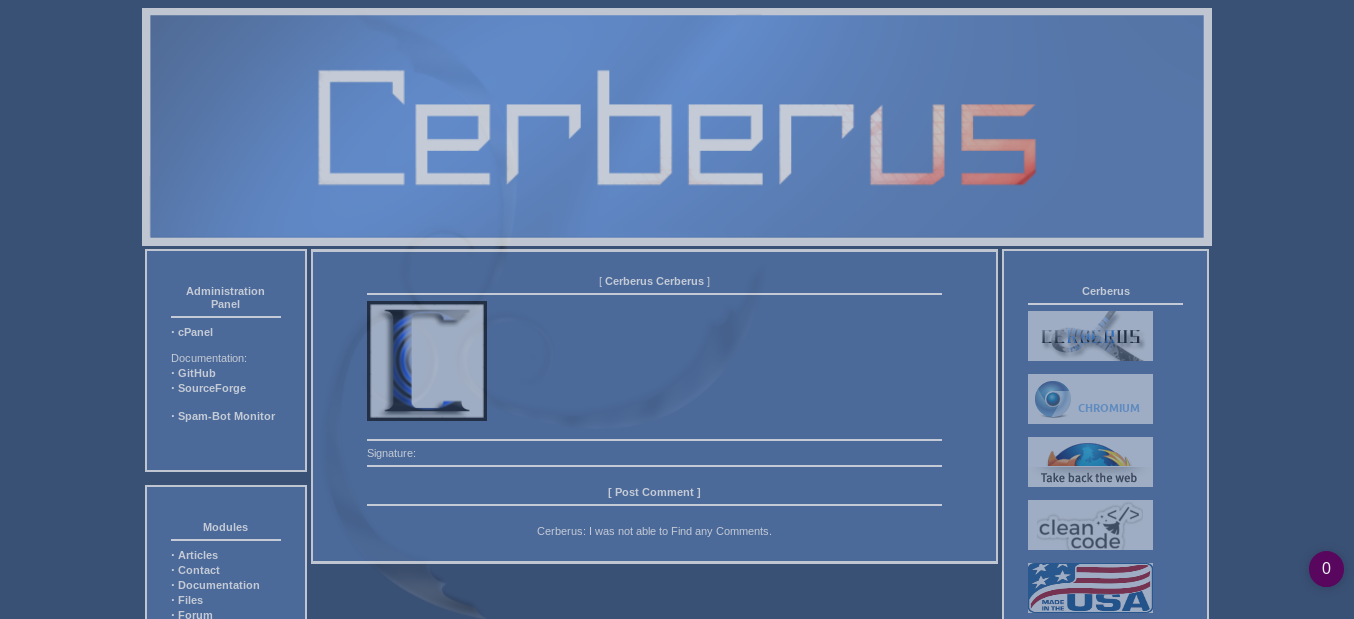 Cerberus
Administration
Panel
· cPanel
Documentation:
· GitHub
· SourceForge
· Spam-Bot Monitor
Modules
· Articles
· Contact
· Documentation
· Files
· Forum
[ Cerberus Cerberus ]
C
Signature:
[ Post Comment ]
Cerberus: I was not able to Find any Comments.
Cerberus
CERBERUS
CHROMIUM
Take back the web
clean </>
code
MADE
IN THE
USA
0